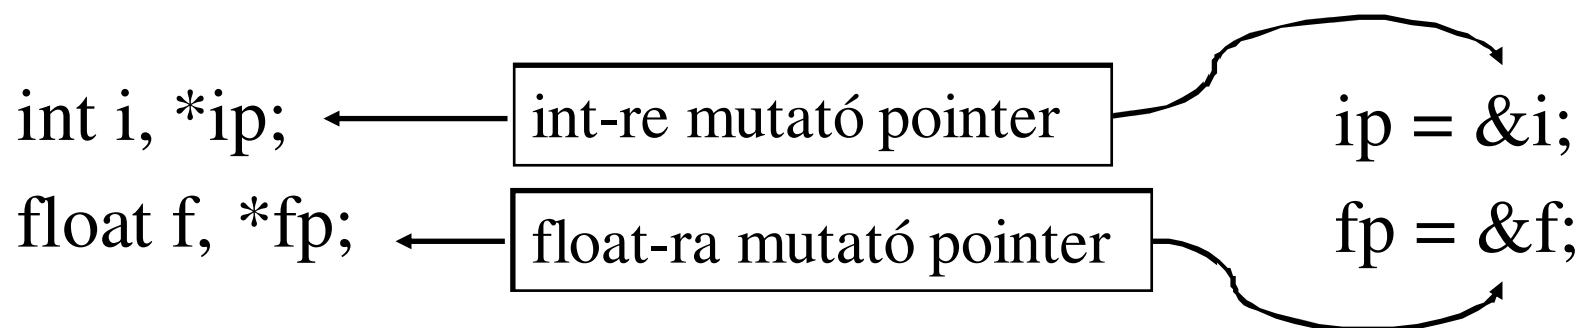 int i, *ip;
int-re mutató pointer
ip = &i;
float f, *fp;
float-ra mutató pointer
fp = &f;